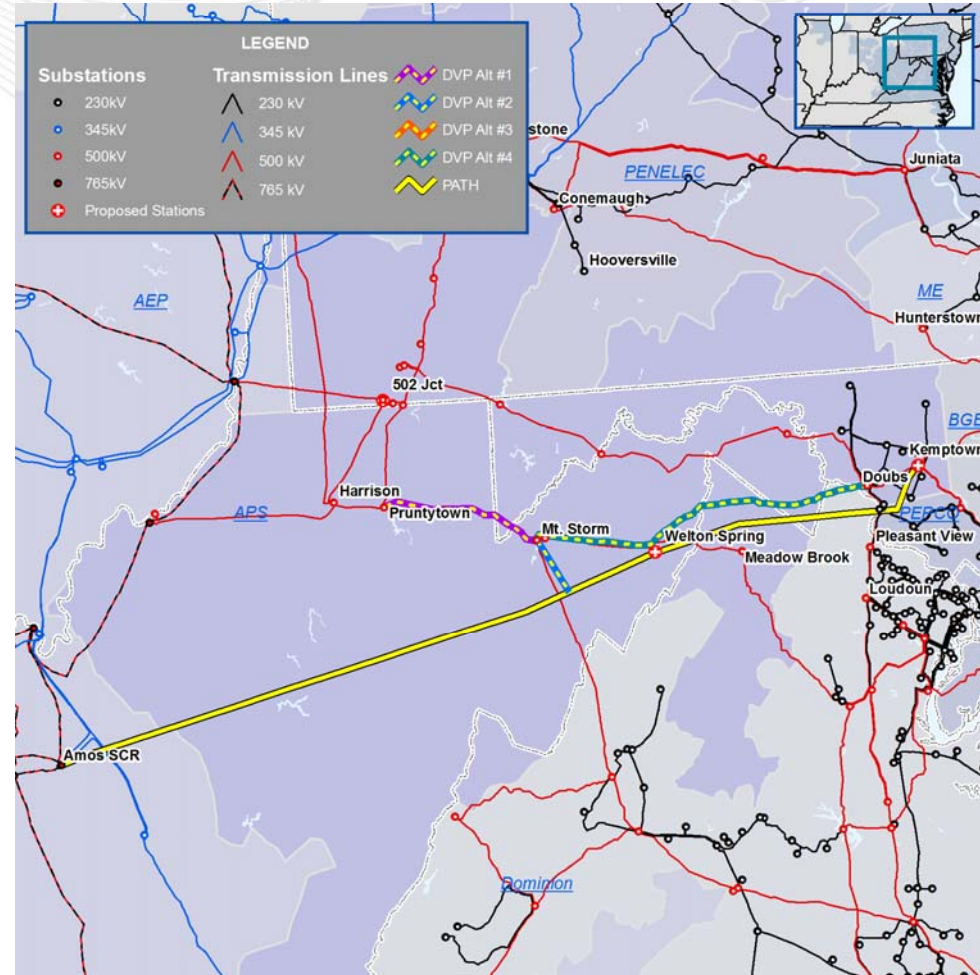 LEGEND
Substations
230kV
345kV
500kV
765kV
Proposed Stations
Transmission Lines
230 kV
345 kV
500 kV
765 kV
DVP Alt #1
DVP Alt #2
DVP Alt #3
DVP Alt #4
PATH
stone
Juniata
PENELEC
Conemaugh
Hooversville
AEP
ME
Hunterstown
502 Jct
BGE
Kemptown
Doubs
Harrison
APS
Pruntytown
PEPCO
Mt. Storm
Welton Spring
Pleasant View
Meadow Brook
Loudoun
Amos SCR
Dominion